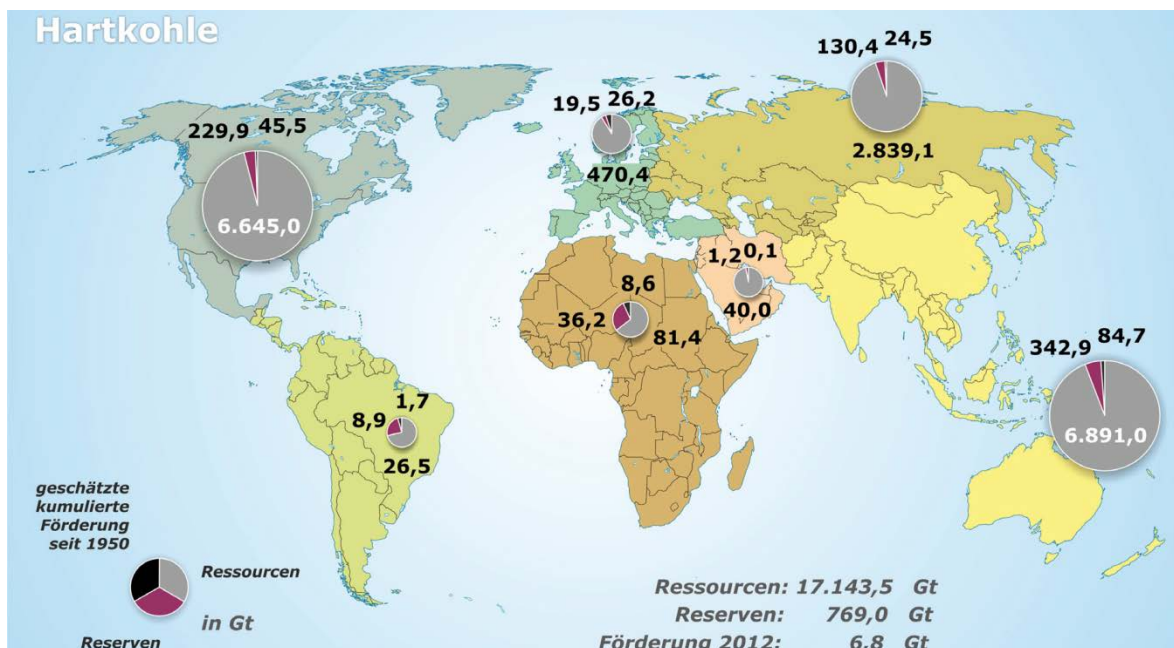 Hartkohle
130,4 24,5
19,5 26,2
229,9 45,5
2.839,1
470,4
6.645,0
1,2 0,1
8,6
40,0
36,2
81,4
342,9 84,7
1,7
8,9
6.891,0
26,5
geschätzte
kumulierte
Förderung
seit 1950
Ressourcen
in Gt
Reserven
Ressourcen: 17.143,5 Gt
Reserven: 769,0 Gt
Förderung 2012: 6,8 Gt